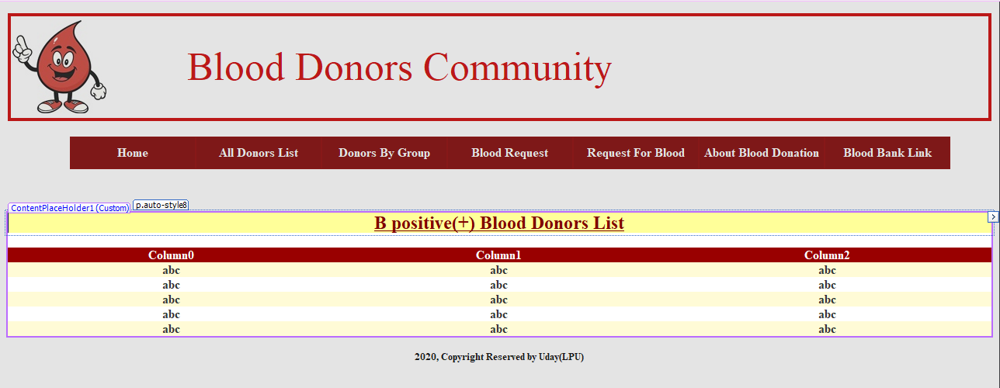 Blood Donors Community
Home All Donors List Donors By Group Blood Request Request For Blood About Blood Donation Blood Bank Link
ContentPlaceHolder1 (Custom) p.auto-style8
B positive(+) Blood Donors List
Column0 Column1 Column2
abc abc abc
abc abc abc
abc abc abc
abc abc abc
abc abc abc
2020, Copyright Reserved by Uday(LPU)